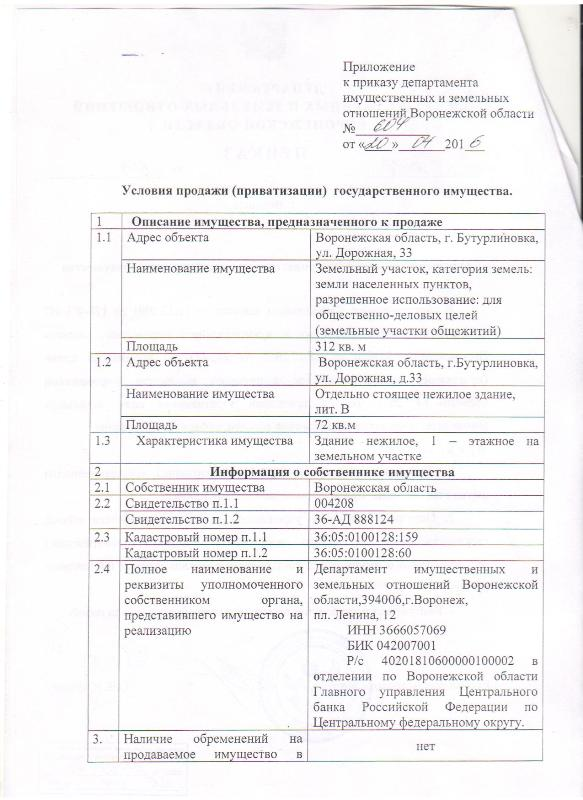 Приложение
к приказу департамента
имущественных и земельных
отношений Воронежской области
№ 604
от «20» 04 2016
Условия продажи (приватизации) государственного имущества.
1 Описание имущества, предназначенного к продаже
1.1 Адрес объекта Воронежская область, г. Бутурлиновка,
ул. Дорожная, 33
Наименование имущества Земельный участок, категория земель:
земли населенных пунктов,
разрешенное использование: для
общественно-деловых целей
(земельные участки общежитий)
Площадь 312 кв. м
1.2 Адрес объекта Воронежская область, г.Бутурлиновка,
ул. Дорожная, д.33
Наименование имущества Отдельно стоящее нежилое здание,
лит. В
Площадь 72 кв.м
1.3 Характеристика имущества Здание нежилое, 1 – этажное на
земельном участке
2 Информация о собственнике имущества
2.1 Собственник имущества Воронежская область
2.2 Свидетельство п.1.1 004208
Свидетельство п.1.2 36-АД 888124
2.3 Кадастровый номер п.1.1 36:05:0100128:159
Кадастровый номер п.1.2 36:05:0100128:60
2.4 Полное наименование и Департамент имущественных и
реквизиты уполномоченного земельных отношений Воронежской
собственником органа, области,394006,г.Воронеж,
представившего имущество на пл. Ленина, 12
реализацию ИНН 3666057069
БИК 042007001
Р/с 40201810600000100002 в
отделении по Воронежской области
Главного управления Центрального
банка Российской Федерации по
Центральному федеральному округу.
3. Наличие обременений на нет
продаваемое имущество в